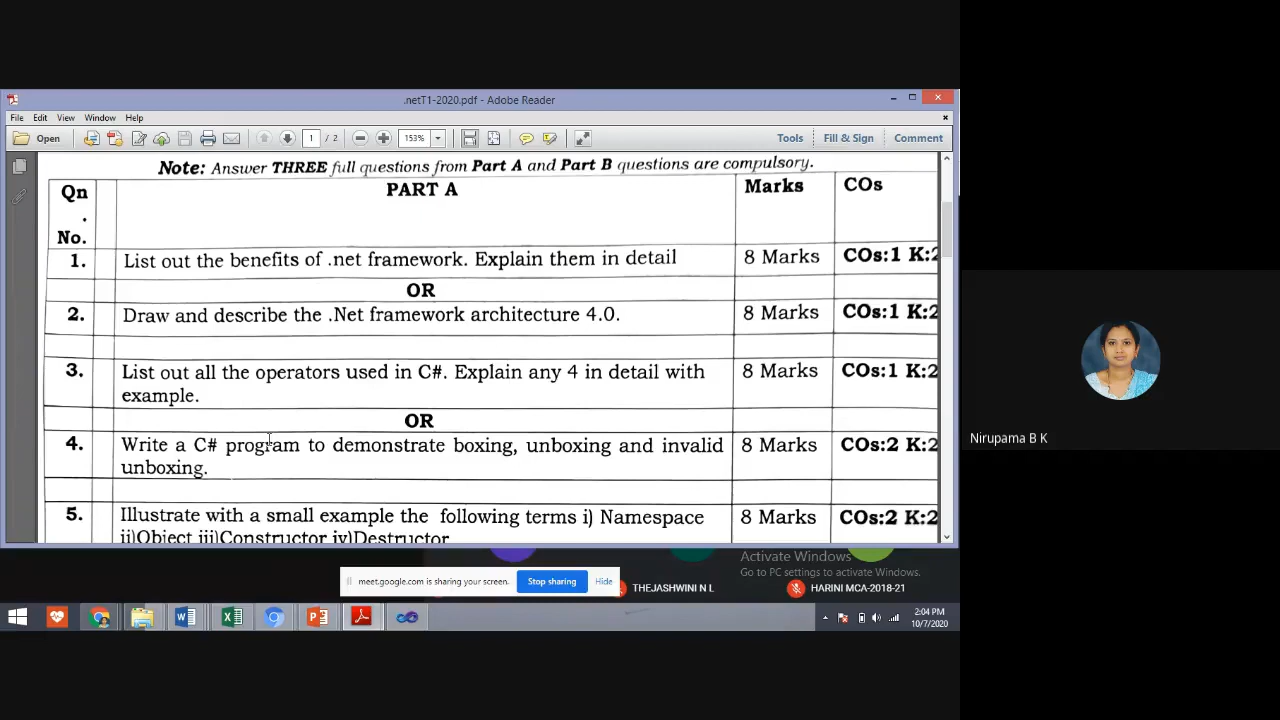 .netT1-2020.pdf - Adobe Reader
File Edit View Window Help
Open 1 / 2 153% Tools Fill & Sign Comment
Note: Answer THREE full questions from Part A and Part B questions are compulsory.
Qn . No. PART A Marks COs
1. List out the benefits of .net framework. Explain them in detail 8 Marks COs:1 K:2
OR
2. Draw and describe the .Net framework architecture 4.0. 8 Marks COs:1 K:2
3. List out all the operators used in C#. Explain any 4 in detail with 8 Marks COs:1 K:2
example.
OR
4. Write a C# program to demonstrate boxing, unboxing and invalid 8 Marks COs:2 K:2
unboxing.
5. Illustrate with a small example the following terms i) Namespace 8 Marks COs:2 K:2
ii)Object iii)Constructor iv)Destructor
Nirupama B K
Activate Windows
Go to PC settings to activate Windows.
meet.google.com is sharing your screen. Stop sharing Hide
THEJASHWINI N L HARINI MCA-2018-21
2:04 PM
10/7/2020